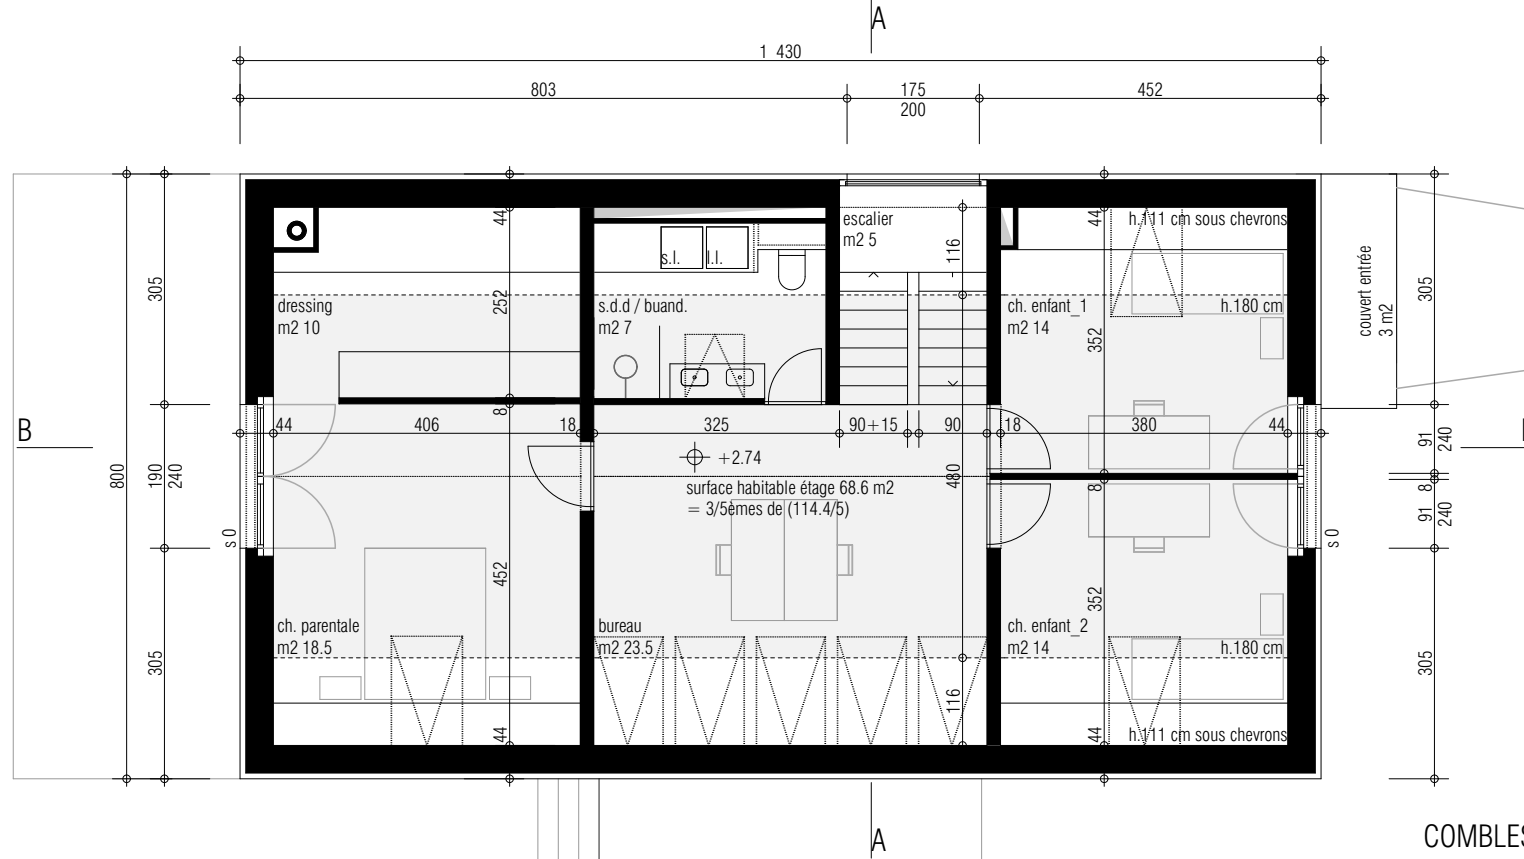 A
1 430
803
175
452
200
44
escalier
m2 5
116
44
h.111 cm sous chevrons
couvert entrée
3 m2
s.l.
l.l.
305
252
dressing
m2 10
s.d.d / buand.
m2 7
ch. enfant_1
m2 14
h.180 cm
352
305
8
B
44
406
18
325
90+15
90
18
380
44
91
240
+2.74
800
190
240
480
surface habitable étage 68.6 m2
= 3/5èmes de (114.4/5)
8
8
91
240
s 0
s 0
452
352
ch. parentale
m2 18.5
bureau
m2 23.5
ch. enfant_2
m2 14
h.180 cm
305
305
116
44
44
h.111 cm sous chevrons
A
COMBLES